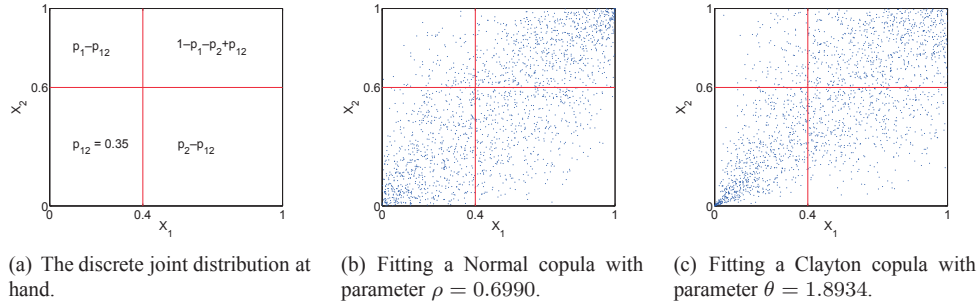 1
p₁–p₁₂
1–p₁–p₂+p₁₂
0.6
X₂
p₁₂ = 0.35
p₂–p₁₂
0
0
0.4
1
X₁
1
0.6
X₂
0
0
0.4
1
X₁
1
0.6
X₂
0
0
0.4
1
X₁
(a) The discrete joint distribution at
hand.
(b) Fitting a Normal copula with
parameter ρ = 0.6990.
(c) Fitting a Clayton copula with
parameter θ = 1.8934.